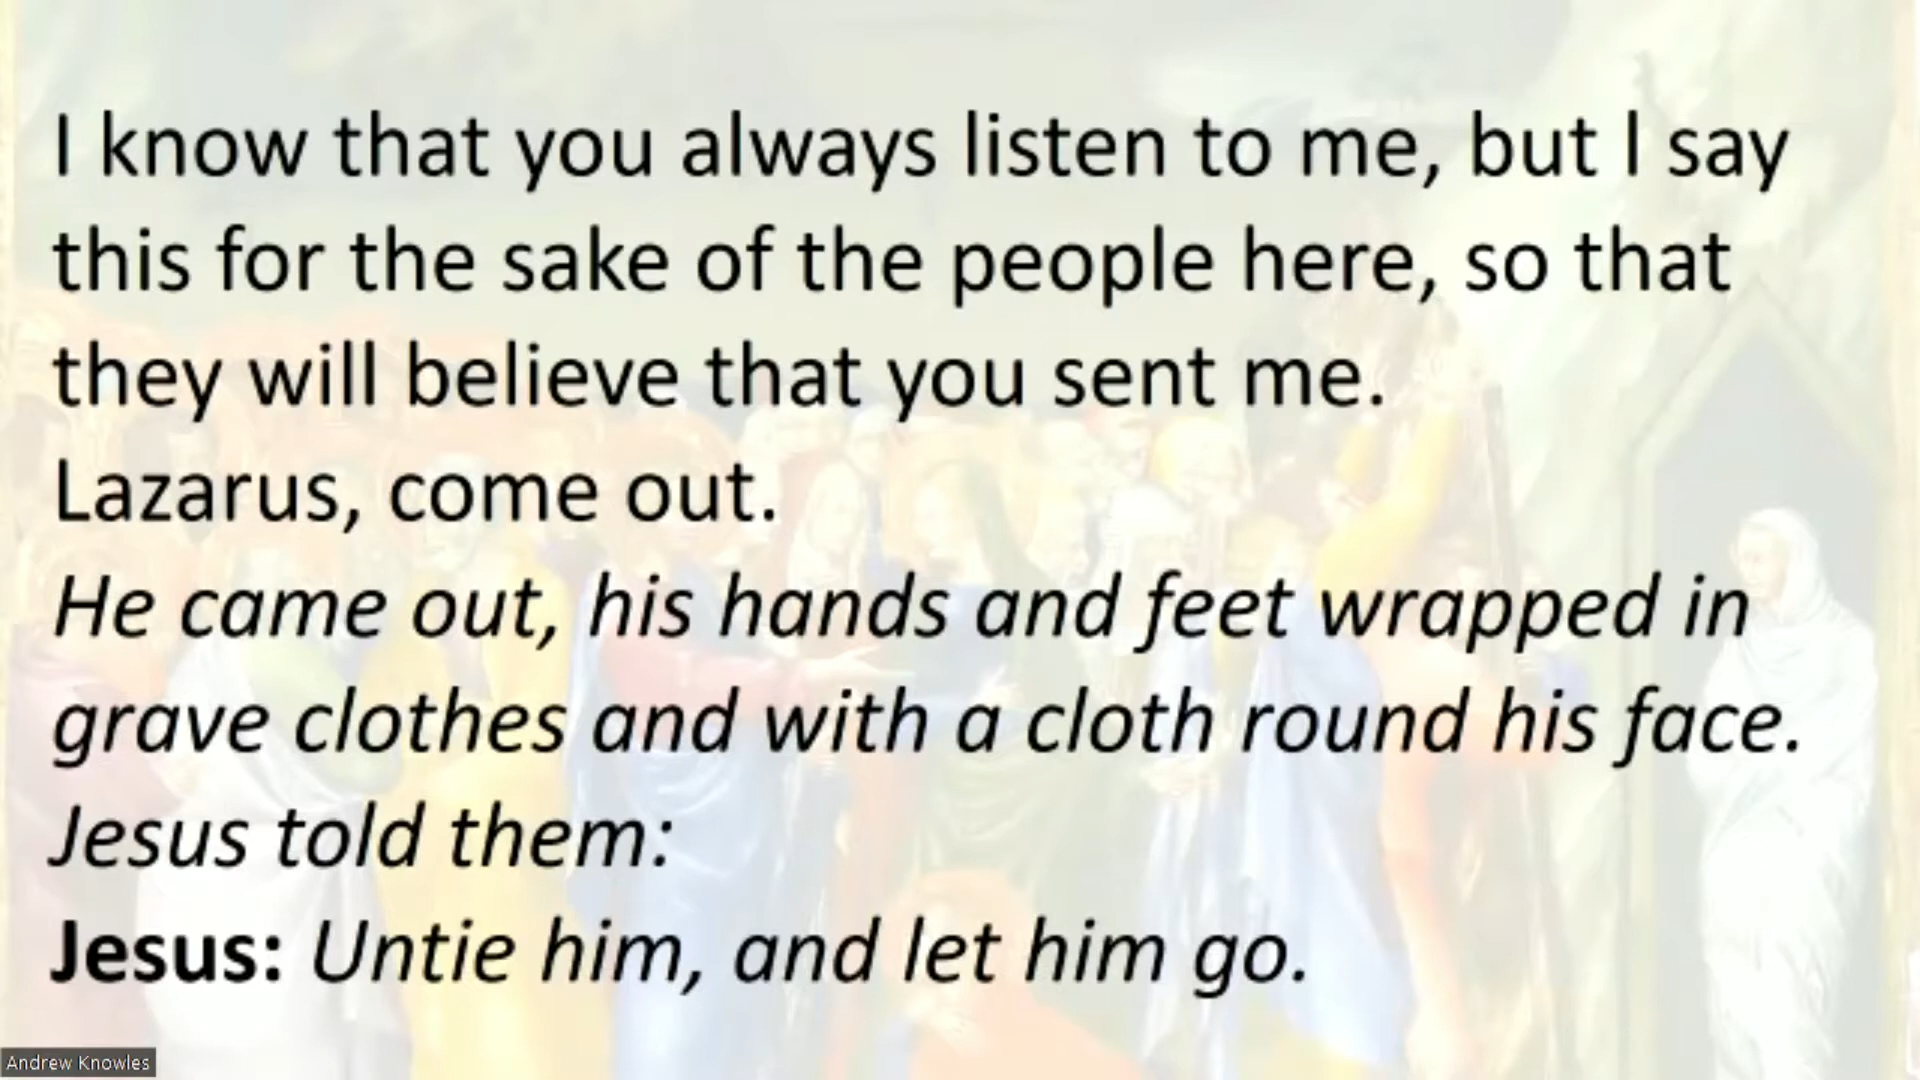 I know that you always listen to me, but I say
this for the sake of the people here, so that
they will believe that you sent me.
Lazarus, come out.
He came out, his hands and feet wrapped in
grave clothes and with a cloth round his face.
Jesus told them:
Jesus: Untie him, and let him go.
Andrew Knowles